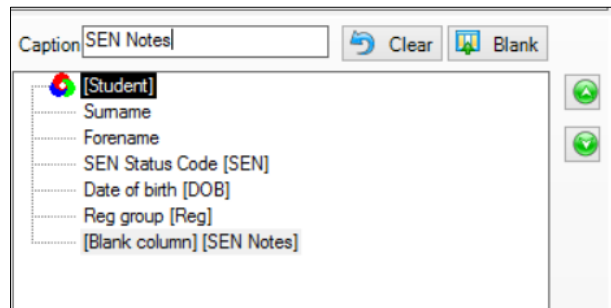 Caption SEN Notes Clear Blank
[Student]
Surname
Forename
SEN Status Code [SEN]
Date of birth [DOB]
Reg group [Reg]
[Blank column] [SEN Notes]